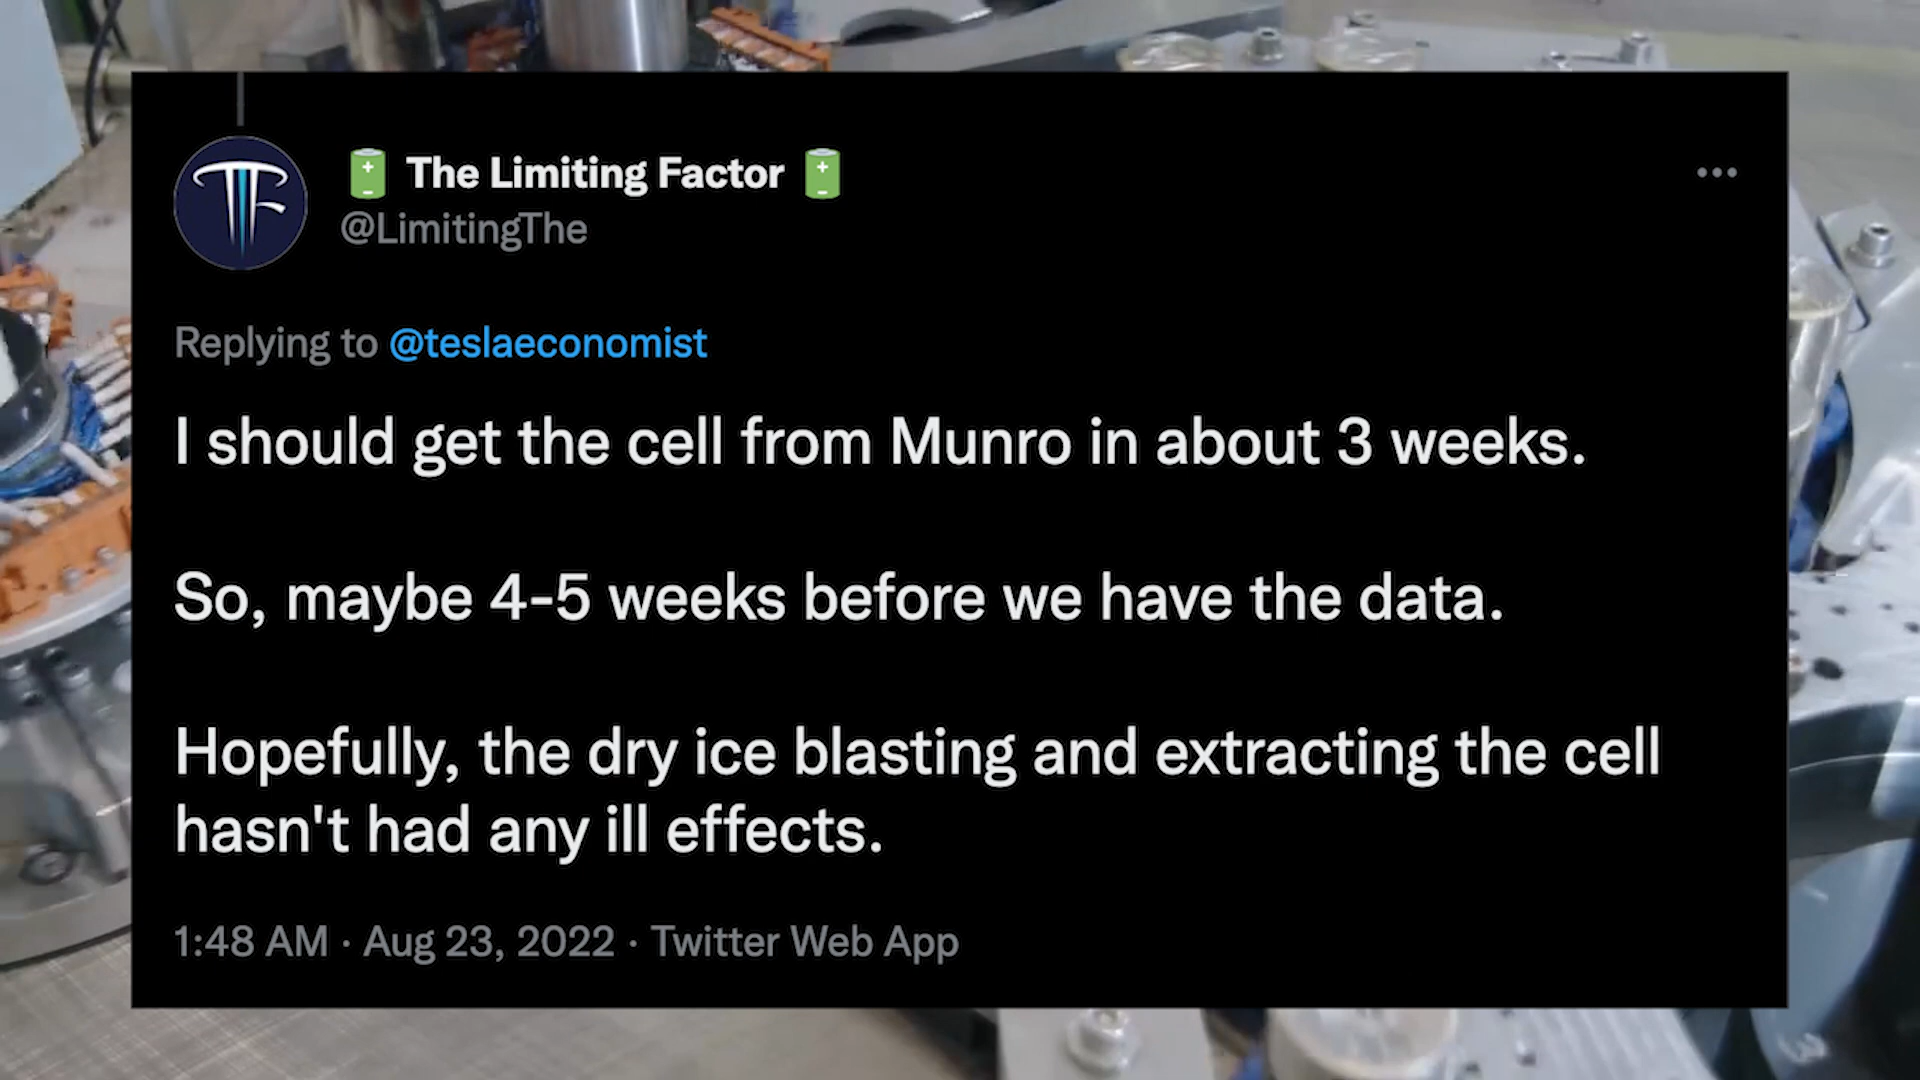 🔋 The Limiting Factor 🔋
@LimitingThe
Replying to @teslaeconomist
I should get the cell from Munro in about 3 weeks.
So, maybe 4-5 weeks before we have the data.
Hopefully, the dry ice blasting and extracting the cell
hasn't had any ill effects.
1:48 AM · Aug 23, 2022 · Twitter Web App